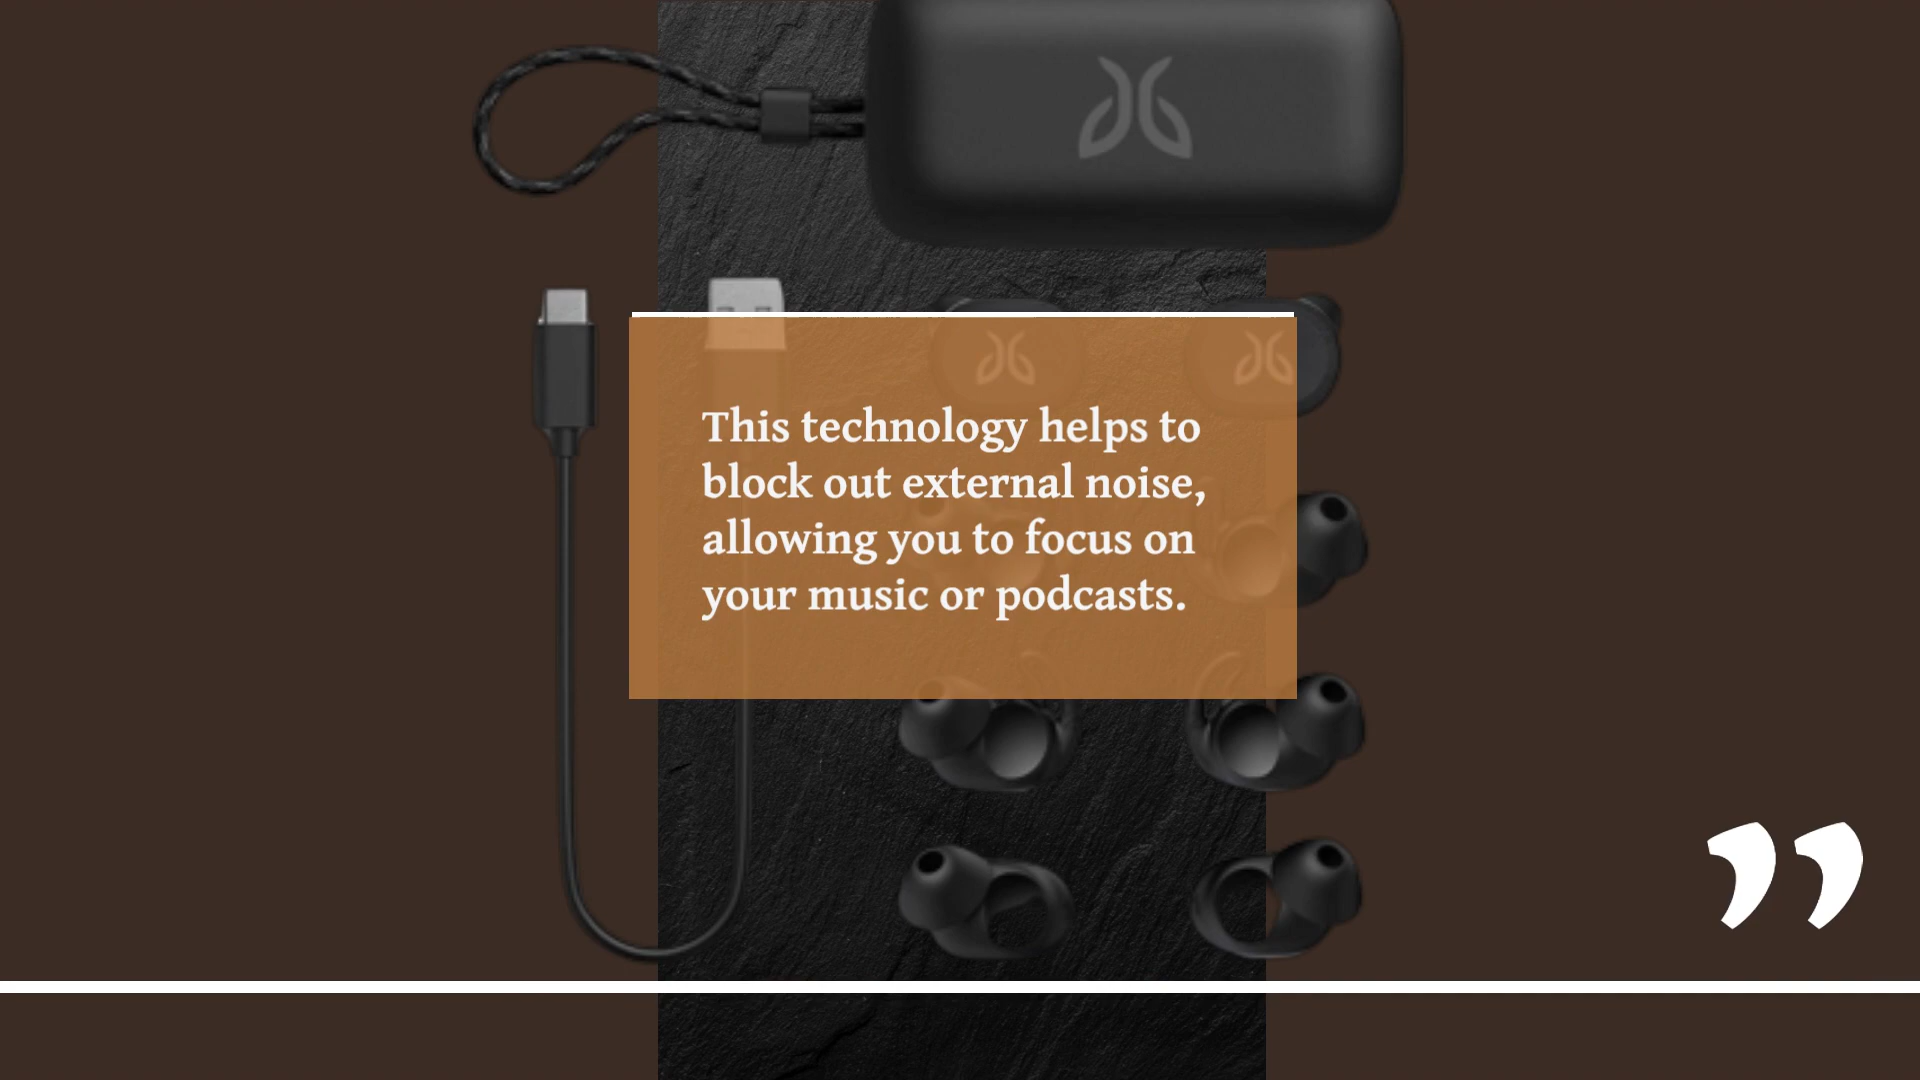 This technology helps to
block out external noise,
allowing you to focus on
your music or podcasts.
”